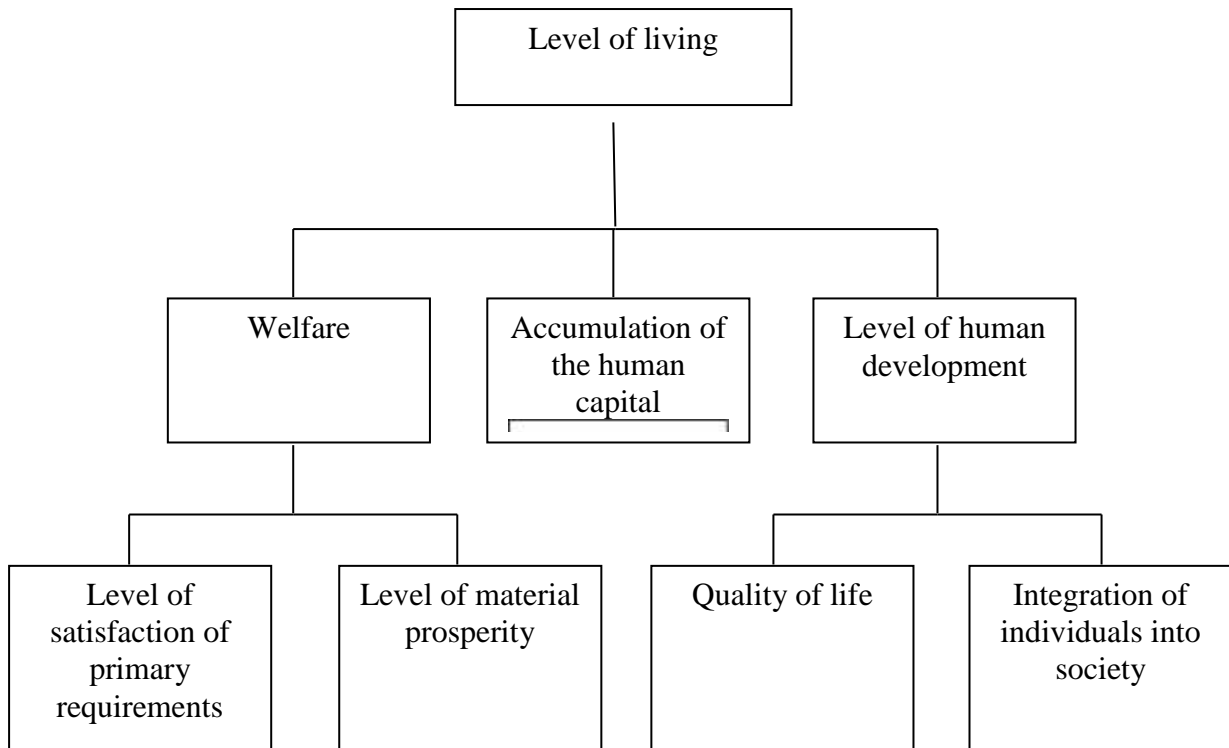 Level of living
Welfare
Accumulation of
the human
capital
Level of human
development
Level of
satisfaction of
primary
requirements
Level of material
prosperity
Quality of life
Integration of
individuals into
society